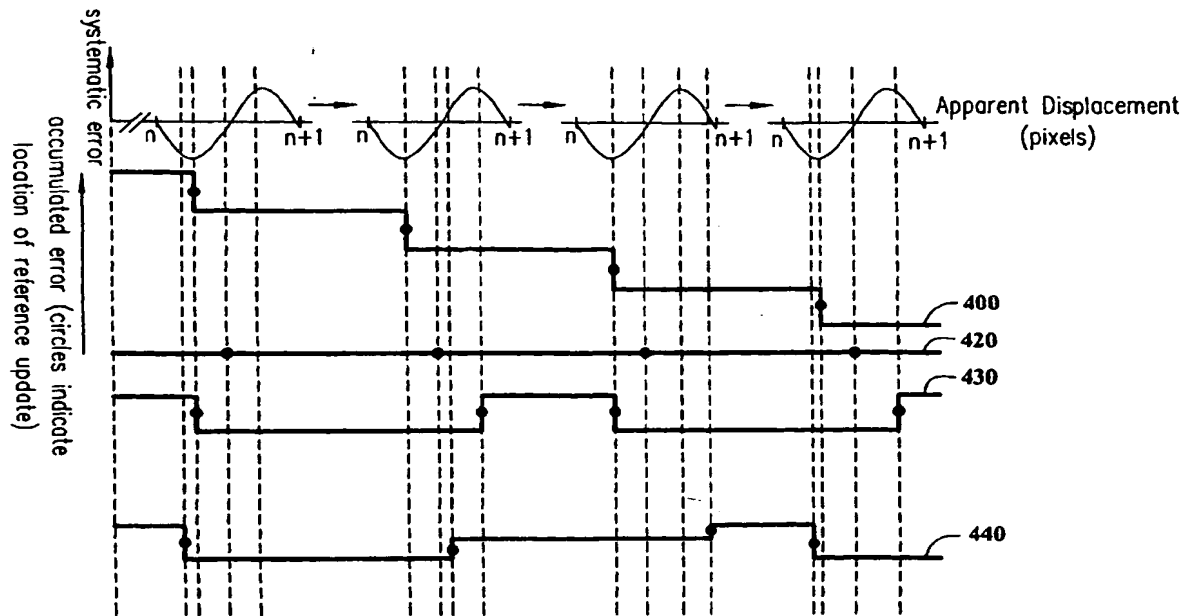 systematic error
n
n+1
n
n+1
n
n+1
n
n+1
Apparent Displacement
(pixels)
accumulated error (circles indicate
location of reference update)
400
420
430
440